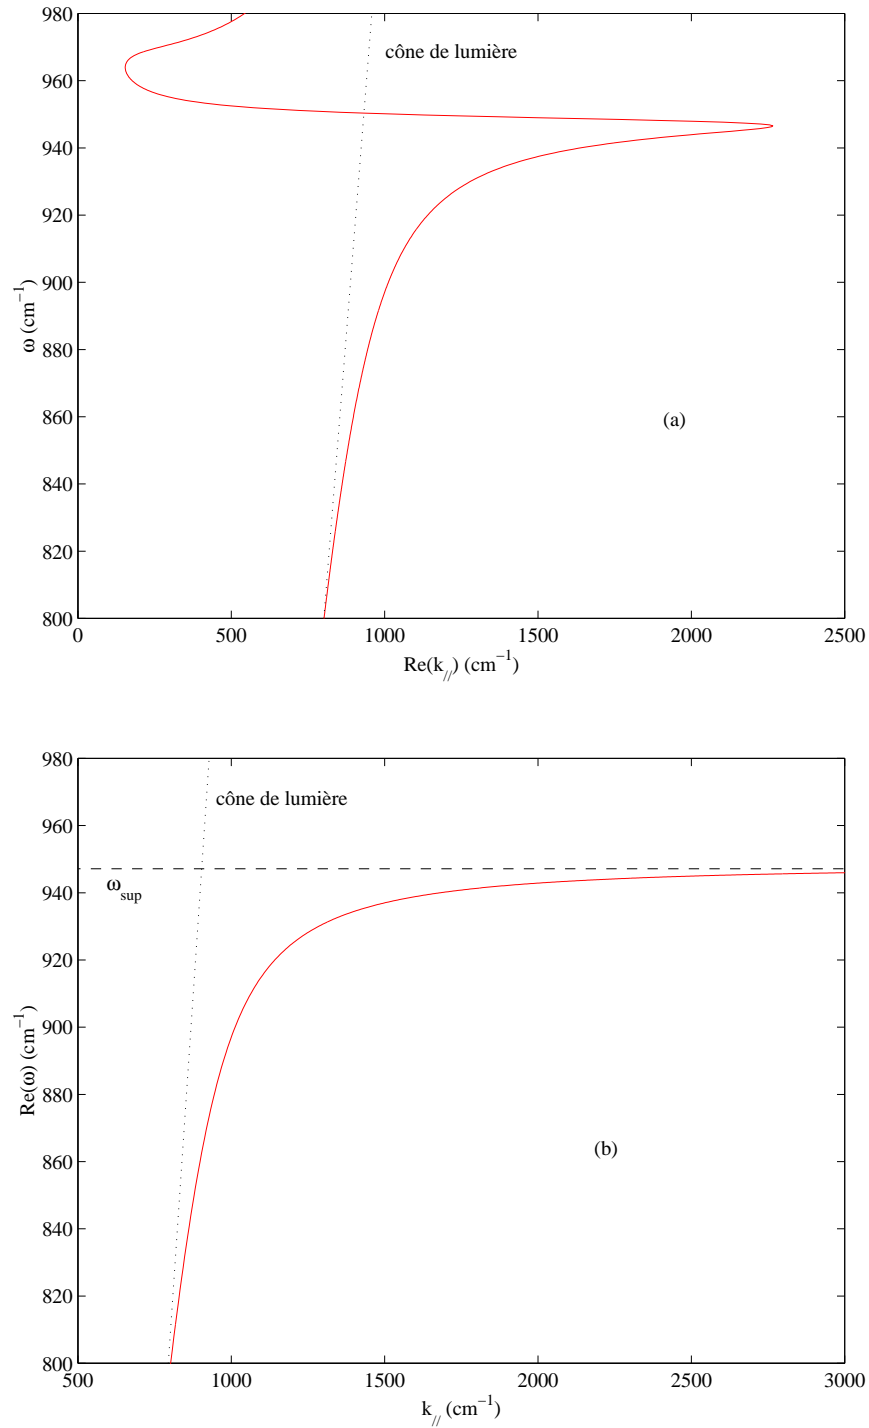 980
960
940
920
900
880
860
840
820
800
ω (cm⁻¹)
cône de lumière
(a)
0 500 1000 1500 2000 2500
Re(k//) (cm⁻¹)
980
960
940
920
900
880
860
840
820
800
Re(ω) (cm⁻¹)
cône de lumière
ωsup
(b)
500 1000 1500 2000 2500 3000
k// (cm⁻¹)